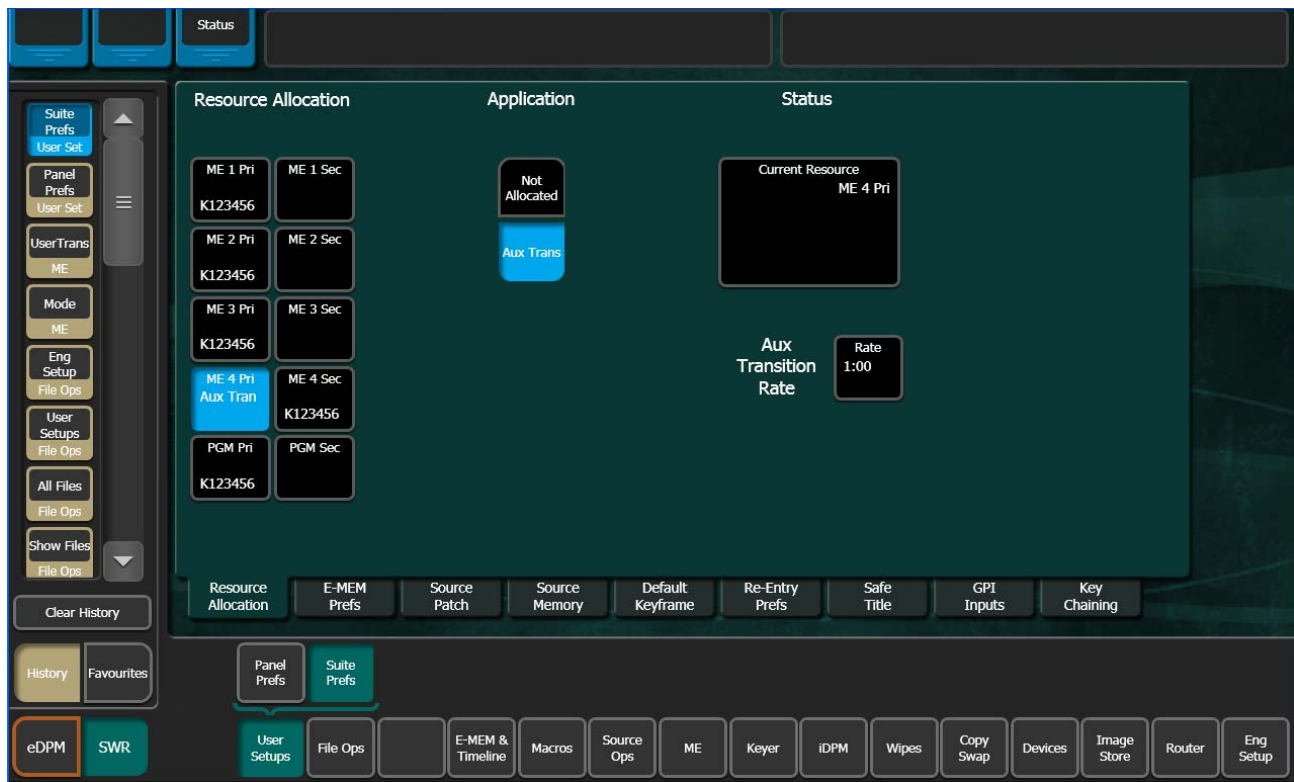 Status
Suite
Prefs
User Set
Panel
Prefs
User Set
UserTrans
ME
Mode
ME
Eng
Setup
File Ops
User
Setups
File Ops
All Files
File Ops
Show Files
File Ops
Clear History
History
Favourites
Resource Allocation
Application
Status
ME 1 Pri
K123456
ME 1 Sec
ME 2 Pri
K123456
ME 2 Sec
ME 3 Pri
K123456
ME 3 Sec
ME 4 Pri
Aux Tran
ME 4 Sec
K123456
PGM Pri
K123456
PGM Sec
Not
Allocated
Aux Trans
Current Resource
ME 4 Pri
Aux
Transition
Rate
Rate
1:00
Resource
Allocation
E-MEM
Prefs
Source
Patch
Source
Memory
Default
Keyframe
Re-Entry
Prefs
Safe
Title
GPI
Inputs
Key
Chaining
Panel
Prefs
Suite
Prefs
eDPM
SWR
User
Setups
File Ops
E-MEM &
Timeline
Macros
Source
Ops
ME
Keyer
iDPM
Wipes
Copy
Swap
Devices
Image
Store
Router
Eng
Setup